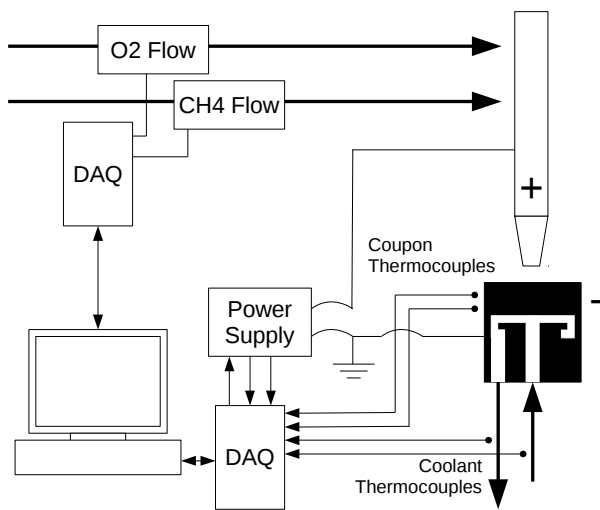 O2 Flow
CH4 Flow
DAQ
+
Coupon
Thermocouples
-
Power
Supply
DAQ
Coolant
Thermocouples